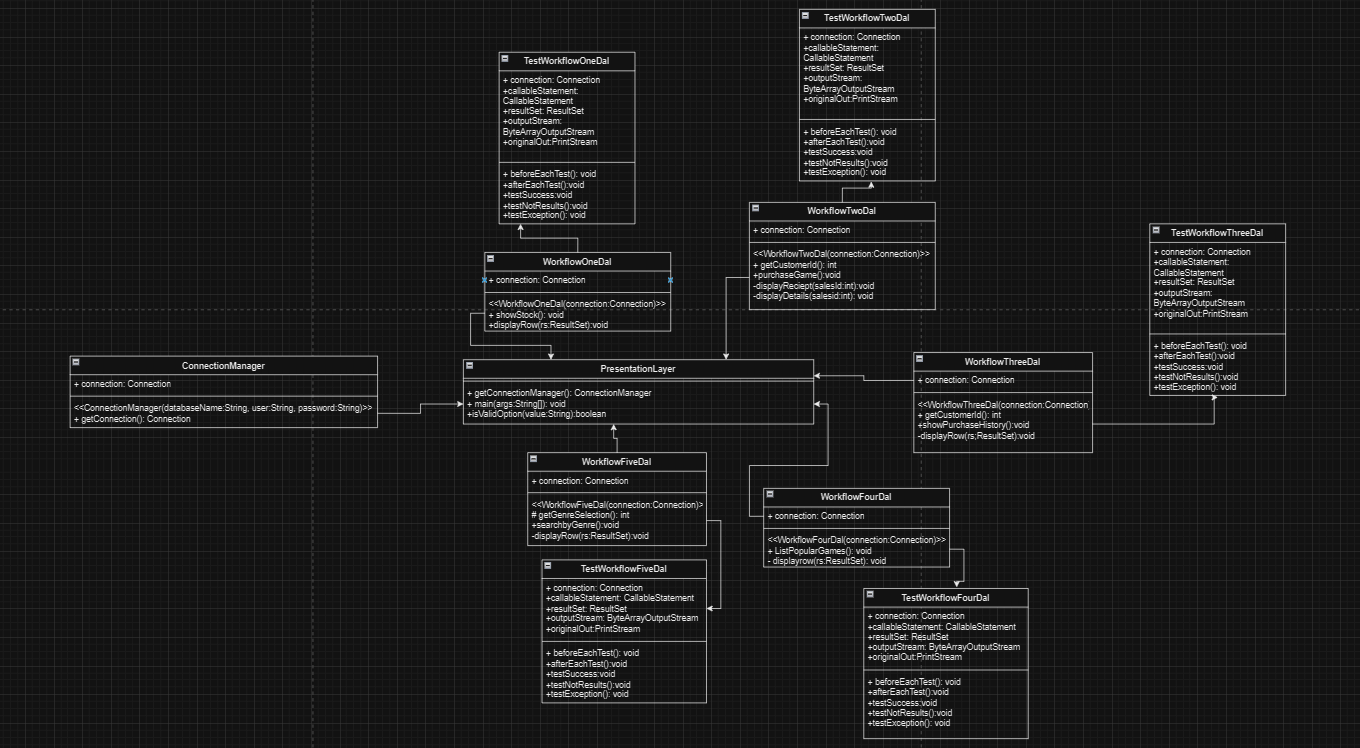 TestWorkflowTwoDal
+ connection: Connection
+callableStatement:
CallableStatement
+resultSet: ResultSet
+outputStream:
ByteArrayOutputStream
+originalOut:PrintStream
+ beforeEachTest(): void
+afterEachTest():void
+testSuccess:void
+testNotResults():void
+testException(): void
TestWorkflowOneDal
+ connection: Connection
+callableStatement:
CallableStatement
+resultSet: ResultSet
+outputStream:
ByteArrayOutputStream
+originalOut:PrintStream
+ beforeEachTest(): void
+afterEachTest():void
+testSuccess:void
+testNotResults():void
+testException(): void
WorkflowTwoDal
+ connection: Connection
<<WorkflowTwoDal(connection:Connection)>>
+ getCustomerId(): int
+purchaseGame():void
-displayReciept(salesId:int):void
-displayDetails(salesid:int): void
TestWorkflowThreeDal
+ connection: Connection
+callableStatement:
CallableStatement
+resultSet: ResultSet
+outputStream:
ByteArrayOutputStream
+originalOut:PrintStream
+ beforeEachTest(): void
+afterEachTest():void
+testSuccess:void
+testNotResults():void
+testException(): void
WorkflowOneDal
+ connection: Connection
<<WorkflowOneDal(connection:Connection)>>
+ showStock(): void
+displayRow(rs:ResultSet):void
ConnectionManager
+ connection: Connection
<<ConnectionManager(databaseName:String, user:String, password:String)>>
+ getConnection(): Connection
PresentationLayer
+ getConnectionManager(): ConnectionManager
+ main(args:String[]): void
+isValidOption(value:String):boolean
WorkflowThreeDal
+ connection: Connection
<<WorkflowThreeDal(connection:Connection
+ getCustomerId(): int
+showPurchaseHistory():void
-displayRow(rs;ResultSet):void
WorkflowFiveDal
+ connection: Connection
<<WorkflowFiveDal(connection:Connection)>
# getGenreSelection(): int
+searchbyGenre():void
-displayRow(rs:ResultSet):void
WorkflowFourDal
+ connection: Connection
<<WorkflowFourDal(connection:Connection)>>
+ ListPopularGames(): void
- displayrow(rs:ResultSet): void
TestWorkflowFiveDal
+ connection: Connection
+callableStatement: CallableStatement
+resultSet: ResultSet
+outputStream: ByteArrayOutputStream
+originalOut:PrintStream
+ beforeEachTest(): void
+afterEachTest():void
+testSuccess:void
+testNotResults():void
+testException(): void
TestWorkflowFourDal
+ connection: Connection
+callableStatement: CallableStatement
+resultSet: ResultSet
+outputStream: ByteArrayOutputStream
+originalOut:PrintStream
+ beforeEachTest(): void
+afterEachTest():void
+testSuccess:void
+testNotResults():void
+testException(): void